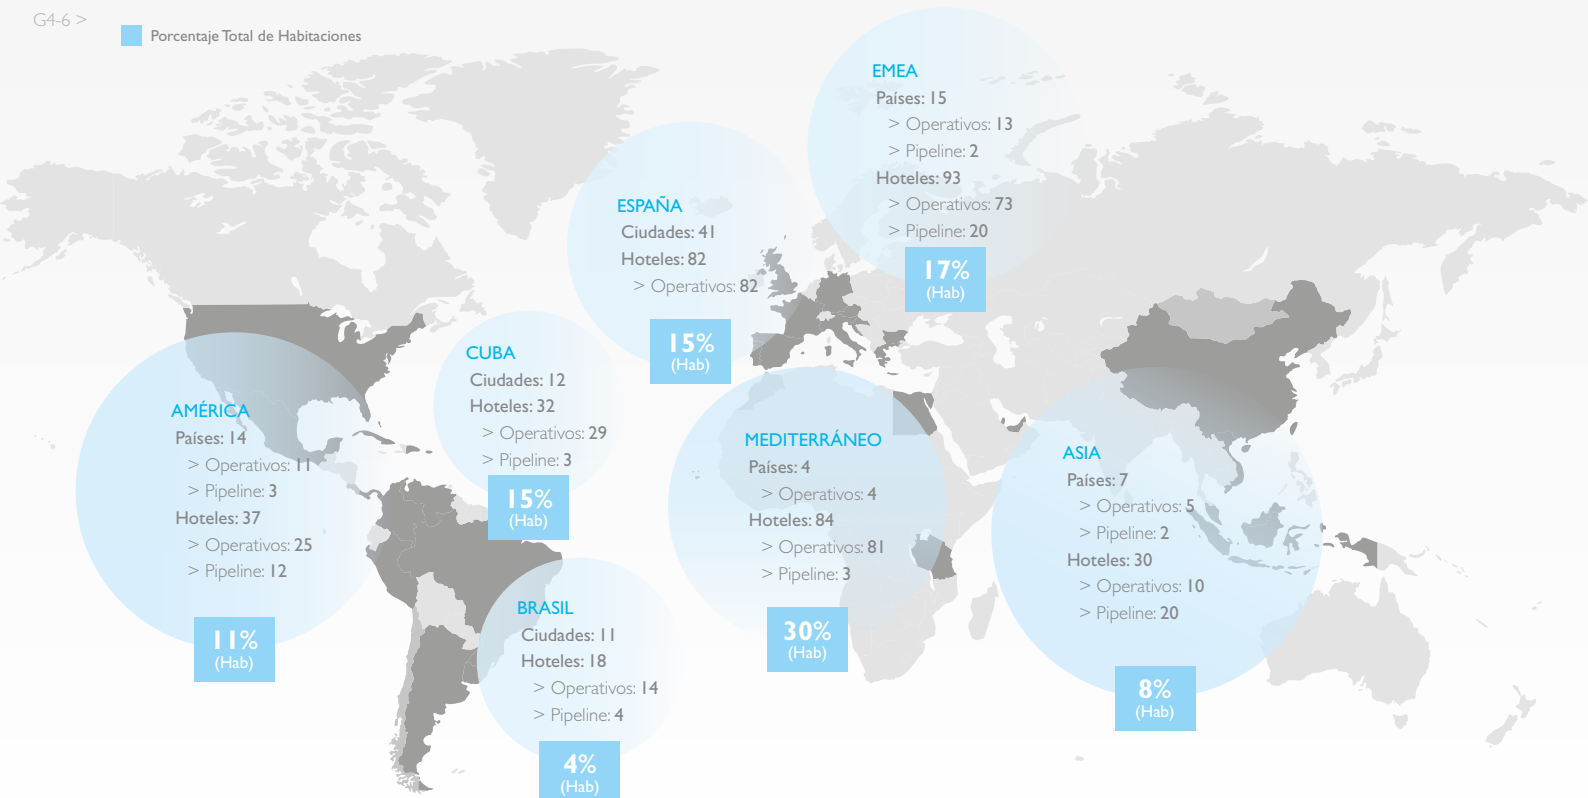 G4-6 >
Porcentaje Total de Habitaciones
EMEA
Países: 15
> Operativos: 13
> Pipeline: 2
Hoteles: 93
> Operativos: 73
> Pipeline: 20
17%
(Hab)
ESPAÑA
Ciudades: 41
Hoteles: 82
> Operativos: 82
15%
(Hab)
CUBA
Ciudades: 12
Hoteles: 32
> Operativos: 29
> Pipeline: 3
15%
(Hab)
AMÉRICA
Países: 14
> Operativos: 11
> Pipeline: 3
Hoteles: 37
> Operativos: 25
> Pipeline: 12
11%
(Hab)
MEDITERRÁNEO
Países: 4
> Operativos: 4
Hoteles: 84
> Operativos: 81
> Pipeline: 3
30%
(Hab)
ASIA
Países: 7
> Operativos: 5
> Pipeline: 2
Hoteles: 30
> Operativos: 10
> Pipeline: 20
8%
(Hab)
BRASIL
Ciudades: 11
Hoteles: 18
> Operativos: 14
> Pipeline: 4
4%
(Hab)